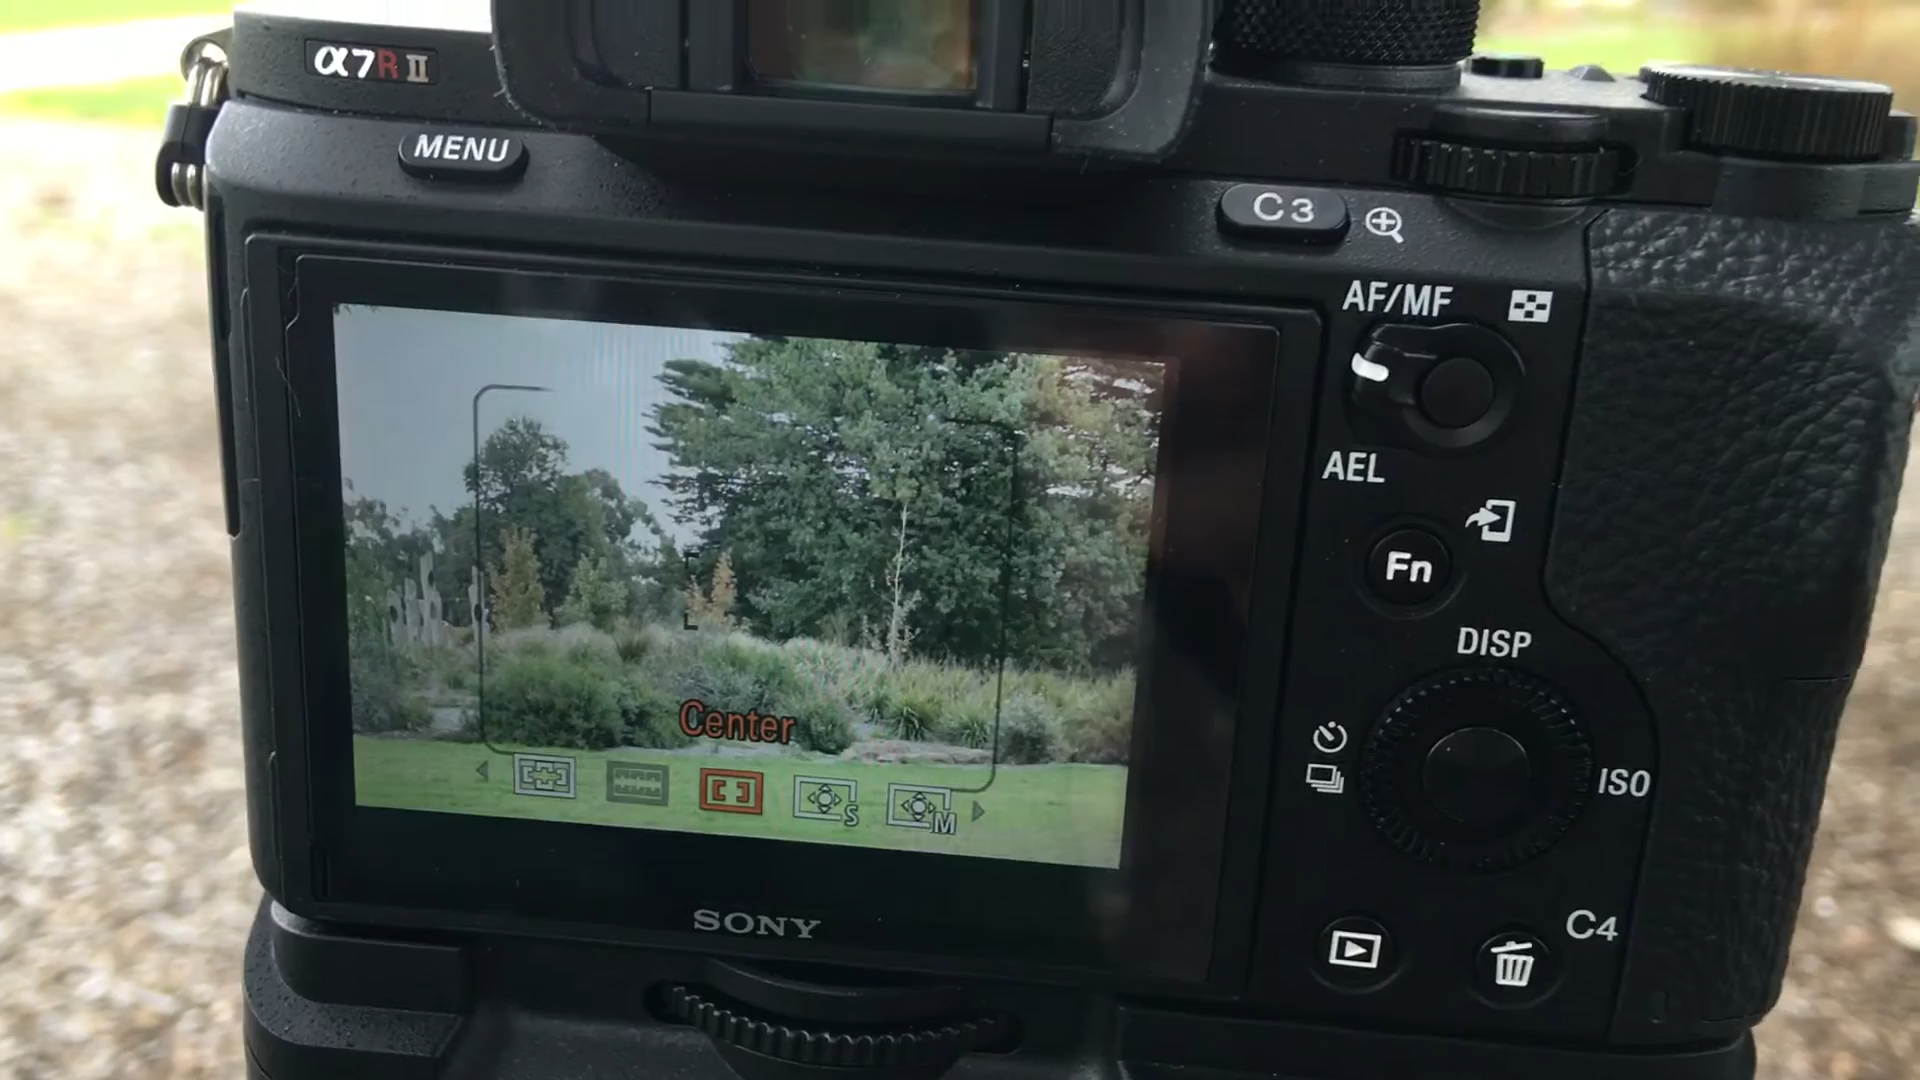 α7RII
MENU
C3
AF/MF
AEL
Fn
DISP
ISO
Center
S
M
SONY
C4